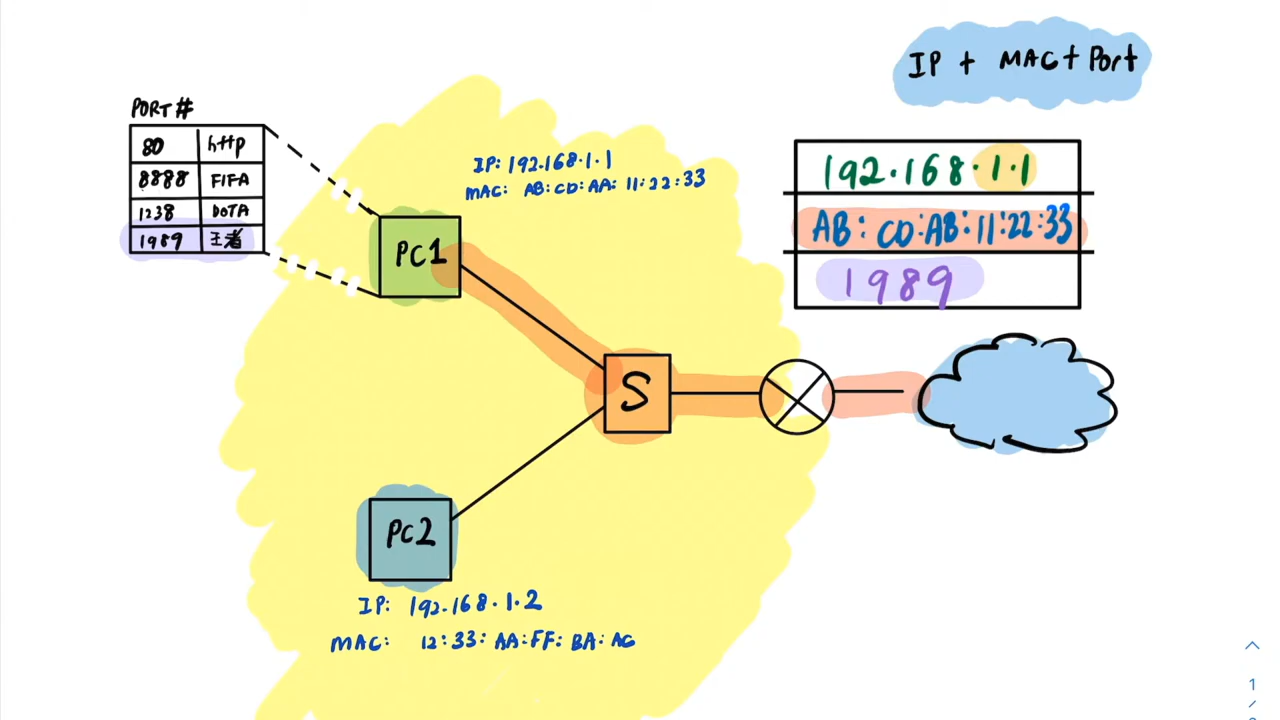 IP + MAC + Port
PORT #
80 http
8888 FIFA
1238 DOTA
1989 王者
IP: 192.168.1.1
MAC: AB:CD:AA:11:22:33
PC1
192.168.1.1
AB:CD:AB:11:22:33
1989
S
PC2
IP: 192.168.1.2
MAC: 12:33:AA:FF:BA:AC
1
/